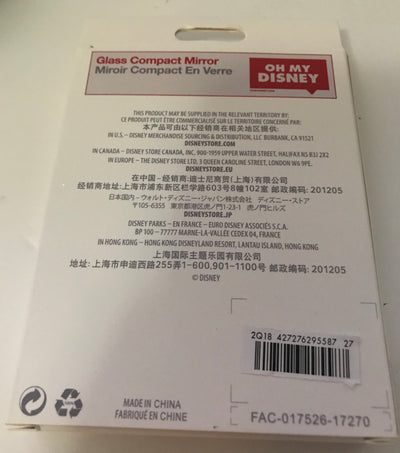 Glass Compact Mirror
Miroir Compact En Verre
OH MY
DISNEY
THIS PRODUCT MAY BE SUPPLIED IN THE RELEVANT TERRITORY BY:
CE PRODUIT PEUT ÊTRE COMMERCIALISÉ SUR LE TERRITOIRE CONCERNÉ PAR:
本产品可由以下经销商在相关地区提供:
IN U.S. – DISNEY MERCHANDISE SOURCING & DISTRIBUTION, LLC BURBANK, CA 91521
DISNEYSTORE.COM
IN CANADA – DISNEY STORE CANADA, INC, 900-1959 UPPER WATER STREET, HALIFAX NS B3J 2X2
IN EUROPE – THE DISNEY STORE LTD, 3 QUEEN CAROLINE STREET, LONDON W6 9PE.
DISNEYSTORE.EU
在中国-经销商:迪士尼商贸(上海)有限公司
经销商地址:上海市浦东新区祖冲之路603号8幢102室 邮政编码:201205
日本国内-ウォルト・ディズニー・ジャパン株式会社 ディズニーストア
〒105-6355 東京都港区虎ノ門1-23-1 虎ノ門ヒルズ
DISNEYSTORE.JP
DISNEY PARKS – EN FRANCE – EURO DISNEY ASSOCIÉS S.C.A.
BP 100 – 77777 MARNE-LA-VALLÉE CEDEX 04, FRANCE
IN HONG KONG – HONG KONG DISNEYLAND RESORT, LANTAU ISLAND, HONG KONG
上海国际主题乐园有限公司
地址:上海市申迪西路255弄1-600,901-1100号 邮政编码:201205
© DISNEY
2Q18 427276295587 27
MADE IN CHINA
FABRIQUÉ EN CHINE
FAC-017526-17270